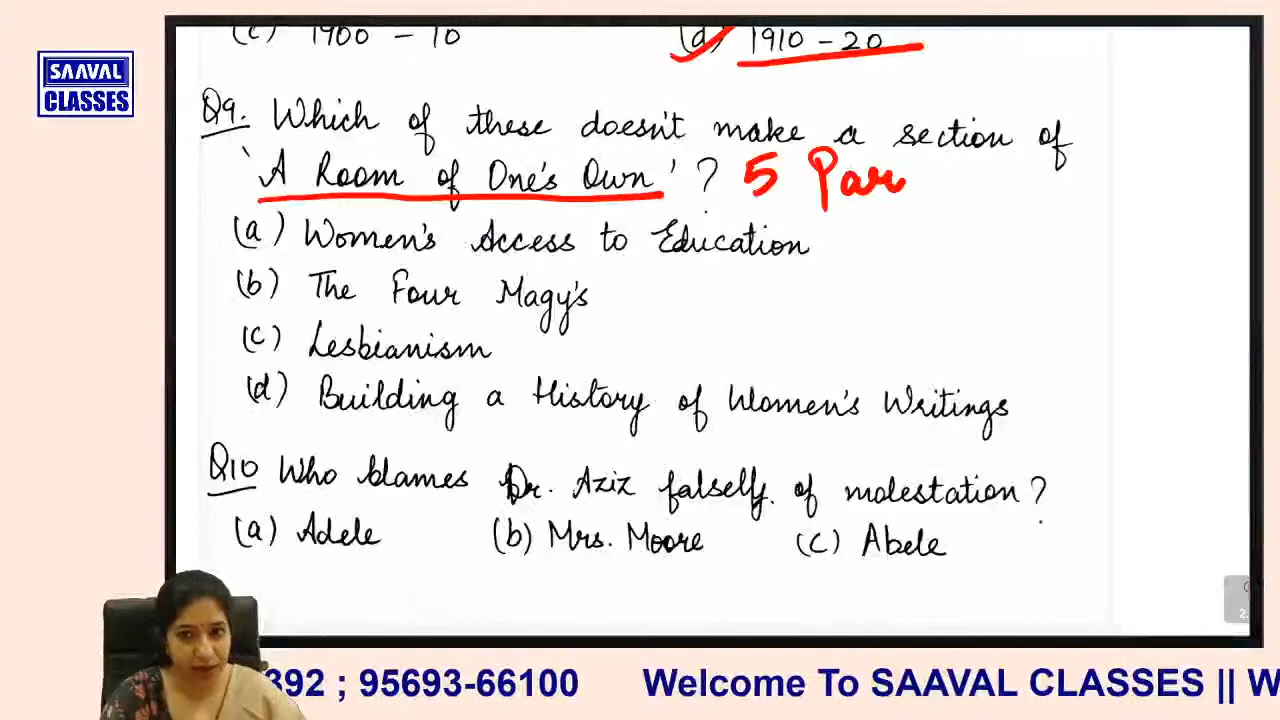 (c) 1900 - 10 (d) 1910 - 20
SAAVAL
CLASSES
Q9. Which of these doesn't make a section of
'A Room of One's Own'? 5 Par
(a) Women's Access to Education
(b) The Four Magy's
(c) Lesbianism
(d) Building a History of Women's Writings
Q10 Who blames Dr. Aziz falselly. of molestation?
(a) Adele (b) Mrs. Moore (c) Abele
2.
392 ; 95693-66100 Welcome To SAAVAL CLASSES || W